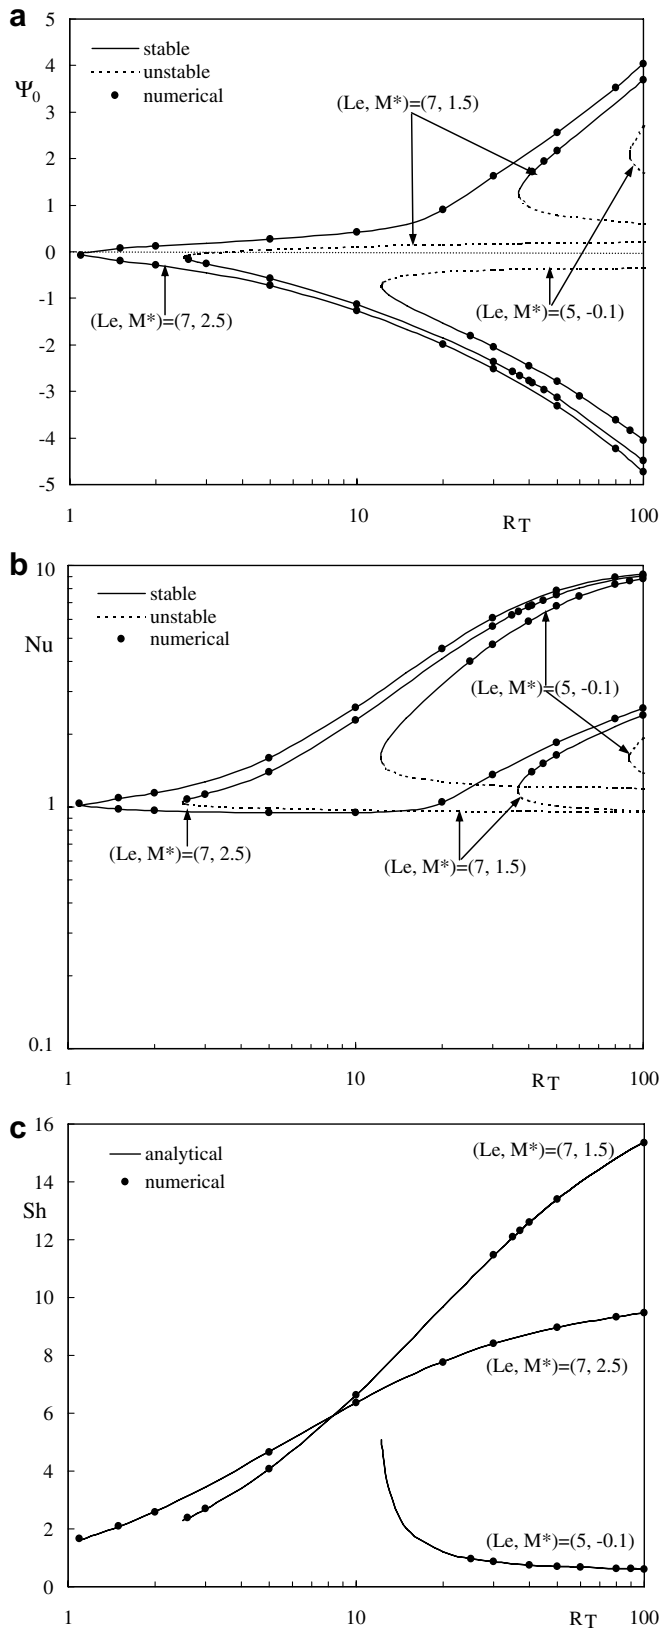 a
5
stable
unstable
numerical
Ψ0
4
(Le, M*)=(7, 1.5)
3
2
1
0
-1
(Le, M*)=(7, 2.5)
(Le, M*)=(5, -0.1)
-2
-3
-4
-5
1
10
RT
100
b
10
stable
unstable
numerical
Nu
(Le, M*)=(5, -0.1)
1
(Le, M*)=(7, 2.5)
(Le, M*)=(7, 1.5)
0.1
1
10
RT
100
c
16
analytical
numerical
(Le, M*)=(7, 1.5)
14
Sh
12
10
8
(Le, M*)=(7, 2.5)
6
4
2
(Le, M*)=(5, -0.1)
0
1
10
RT
100